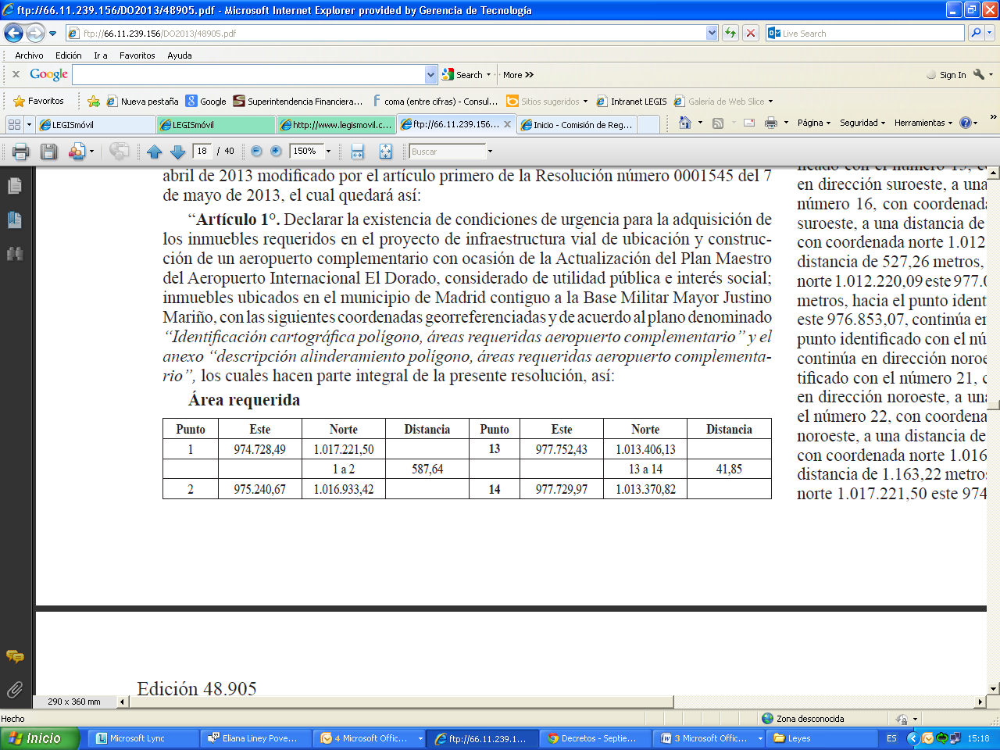 ftp://66.11.239.156/DO2013/48905.pdf - Microsoft Internet Explorer provided by Gerencia de Tecnología
ftp://66.11.239.156/DO2013/48905.pdf
Live Search
Archivo Edición Ir a Favoritos Ayuda
x Google Search More >> Sign In
Favoritos Nueva pestaña Google Superintendencia Financiera... coma (entre cifras) - Consul... Sitios sugeridos Intranet LEGIS Galería de Web Slice
LEGISmóvil LEGISmóvil http://www.legismovil.c... ftp://66.11.239.156... Inicio - Comisión de Reg... Página Seguridad Herramientas
18 / 40 150% Buscar
abril de 2013 modificado por el artículo primero de la Resolución número 0001545 del 7
de mayo de 2013, el cual quedará así:
“Artículo 1°. Declarar la existencia de condiciones de urgencia para la adquisición de
los inmuebles requeridos en el proyecto de infraestructura vial de ubicación y construc-
ción de un aeropuerto complementario con ocasión de la Actualización del Plan Maestro
del Aeropuerto Internacional El Dorado, considerado de utilidad pública e interés social;
inmuebles ubicados en el municipio de Madrid contiguo a la Base Militar Mayor Justino
Mariño, con las siguientes coordenadas georreferenciadas y de acuerdo al plano denominado
“Identificación cartográfica polígono, áreas requeridas aeropuerto complementario” y el
anexo “descripción alinderamiento polígono, áreas requeridas aeropuerto complementa-
rio”, los cuales hacen parte integral de la presente resolución, así:
Área requerida
Punto Este Norte Distancia Punto Este Norte Distancia
1 974.728,49 1.017.221,50 13 977.752,43 1.013.406,13
1 a 2 587,64 13 a 14 41,85
2 975.240,67 1.016.933,42 14 977.729,97 1.013.370,82
en dirección suroeste, a una
número 16, con coordenad
suroeste, a una distancia de
con coordenada norte 1.012
distancia de 527,26 metros,
norte 1.012.220,09 este 977.0
metros, hacia el punto ident
este 976.853,07, continúa en
punto identificado con el nú
continúa en dirección noroe
tificado con el número 21, c
en dirección noroeste, a una
el número 22, con coordena
noroeste, a una distancia de
con coordenada norte 1.016
distancia de 1.163,22 metros
norte 1.017.221,50 este 974
Edición 48.905
290 x 360 mm
Hecho Zona desconocida
Inicio Microsoft Lync Eliana Liney Pove... 4 Microsoft Offic... ftp://66.11.239.1... Decretos - Septie... 3 Microsoft Offic... Leyes ES 15:18